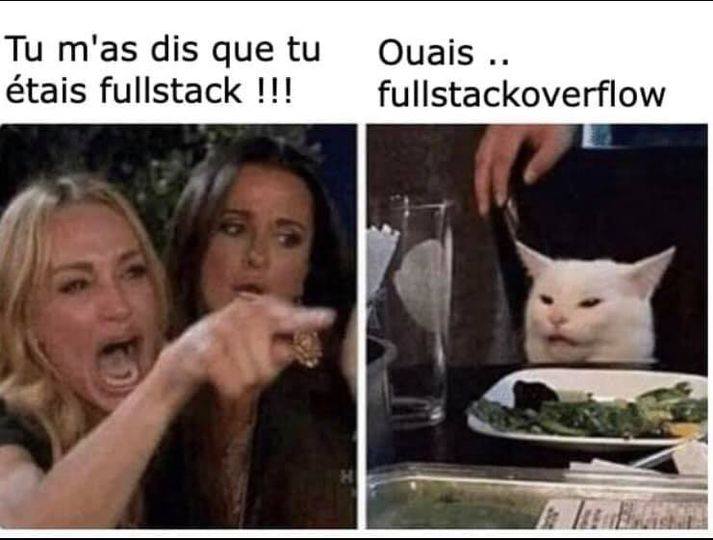 Tu m'as dis que tu
étais fullstack !!!
Ouais ..
fullstackoverflow